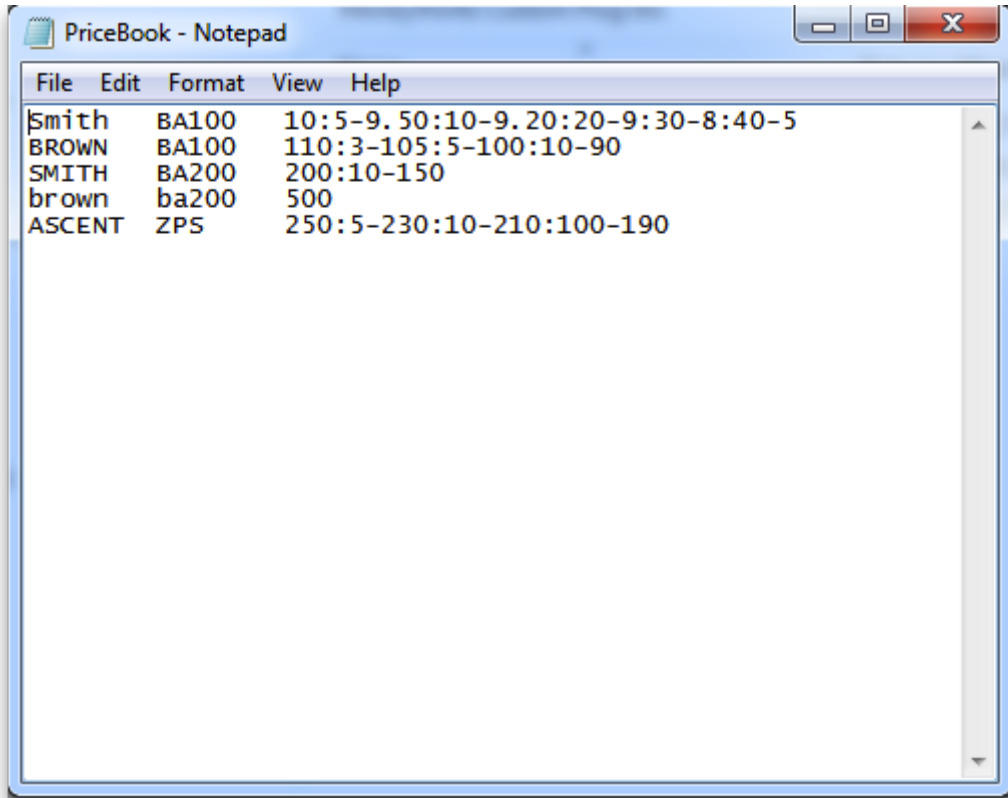 PriceBook - Notepad
File Edit Format View Help
Smith BA100 10:5-9.50:10-9.20:20-9:30-8:40-5
BROWN BA100 110:3-105:5-100:10-90
SMITH BA200 200:10-150
brown ba200 500
ASCENT ZPS 250:5-230:10-210:100-190